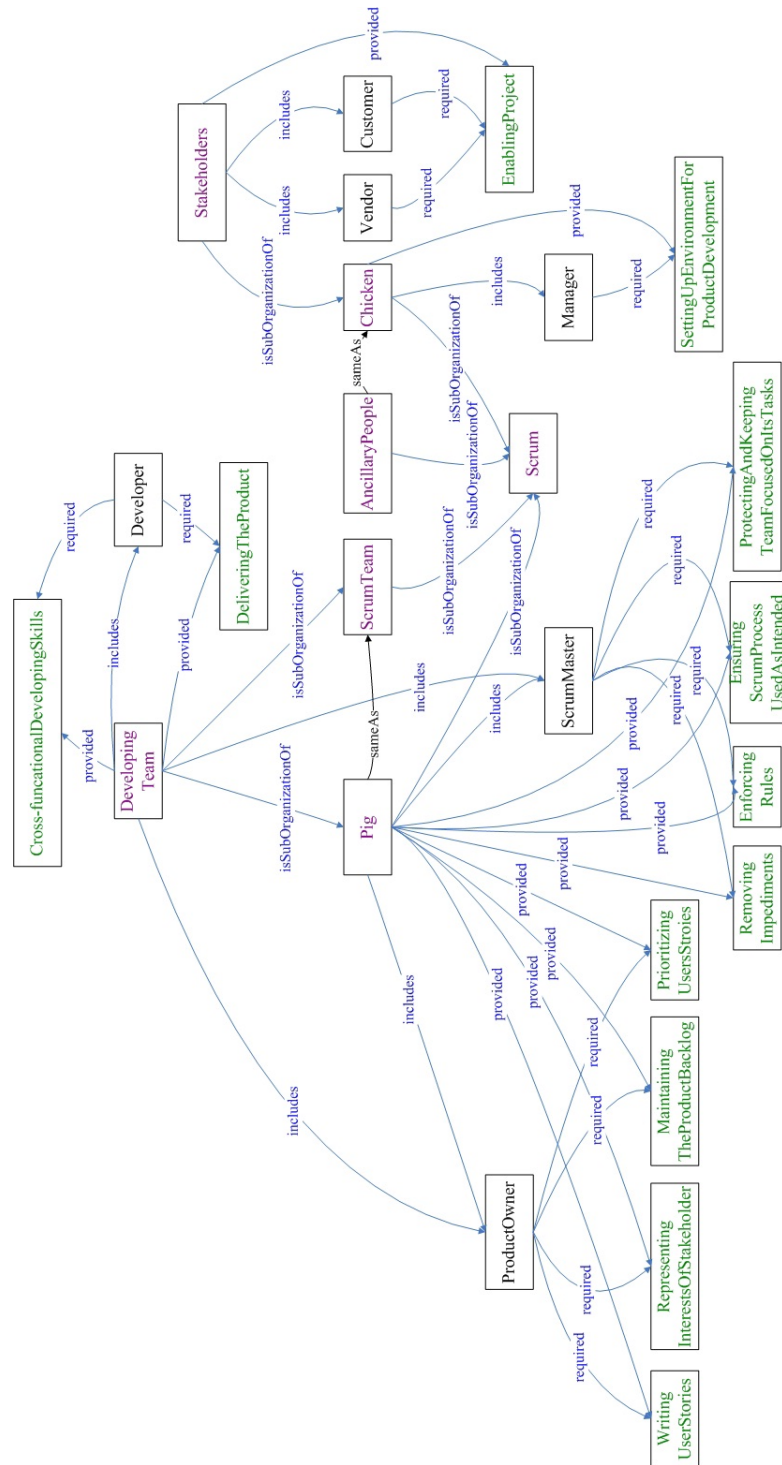 Cross-funcationalDevelopingSkills
provided
required
includes
Developing
Team
Developer
provided
required
DeliveringTheProduct
Stakeholders
provided
isSubOrganizationOf
includes
includes
isSubOrganizationOf
isSubOrganizationOf
includes
includes
Pig
sameAs
ScrumTeam
AncillaryPeople
sameAs
Chicken
Vendor
Customer
required
required
includes
includes
isSubOrganizationOf
isSubOrganizationOf
isSubOrganizationOf
isSubOrganizationOf
includes
provided
EnablingProject
ProductOwner
ScrumMaster
Scrum
Manager
required
required
required
required
provided
provided
provided
provided
provided
provided
provided
provided
required
required
required
required
required
Writing
UserStories
Representing
InterestsOfStakeholder
Maintaining
TheProductBacklog
Prioritizing
UsersStroies
Removing
Impediments
Enforcing
Rules
Ensuring
ScrumProcess
UsedAsIntended
ProtectingAndKeeping
TeamFocusedOnItsTasks
SettingUpEnvironmentFor
ProductDevelopment